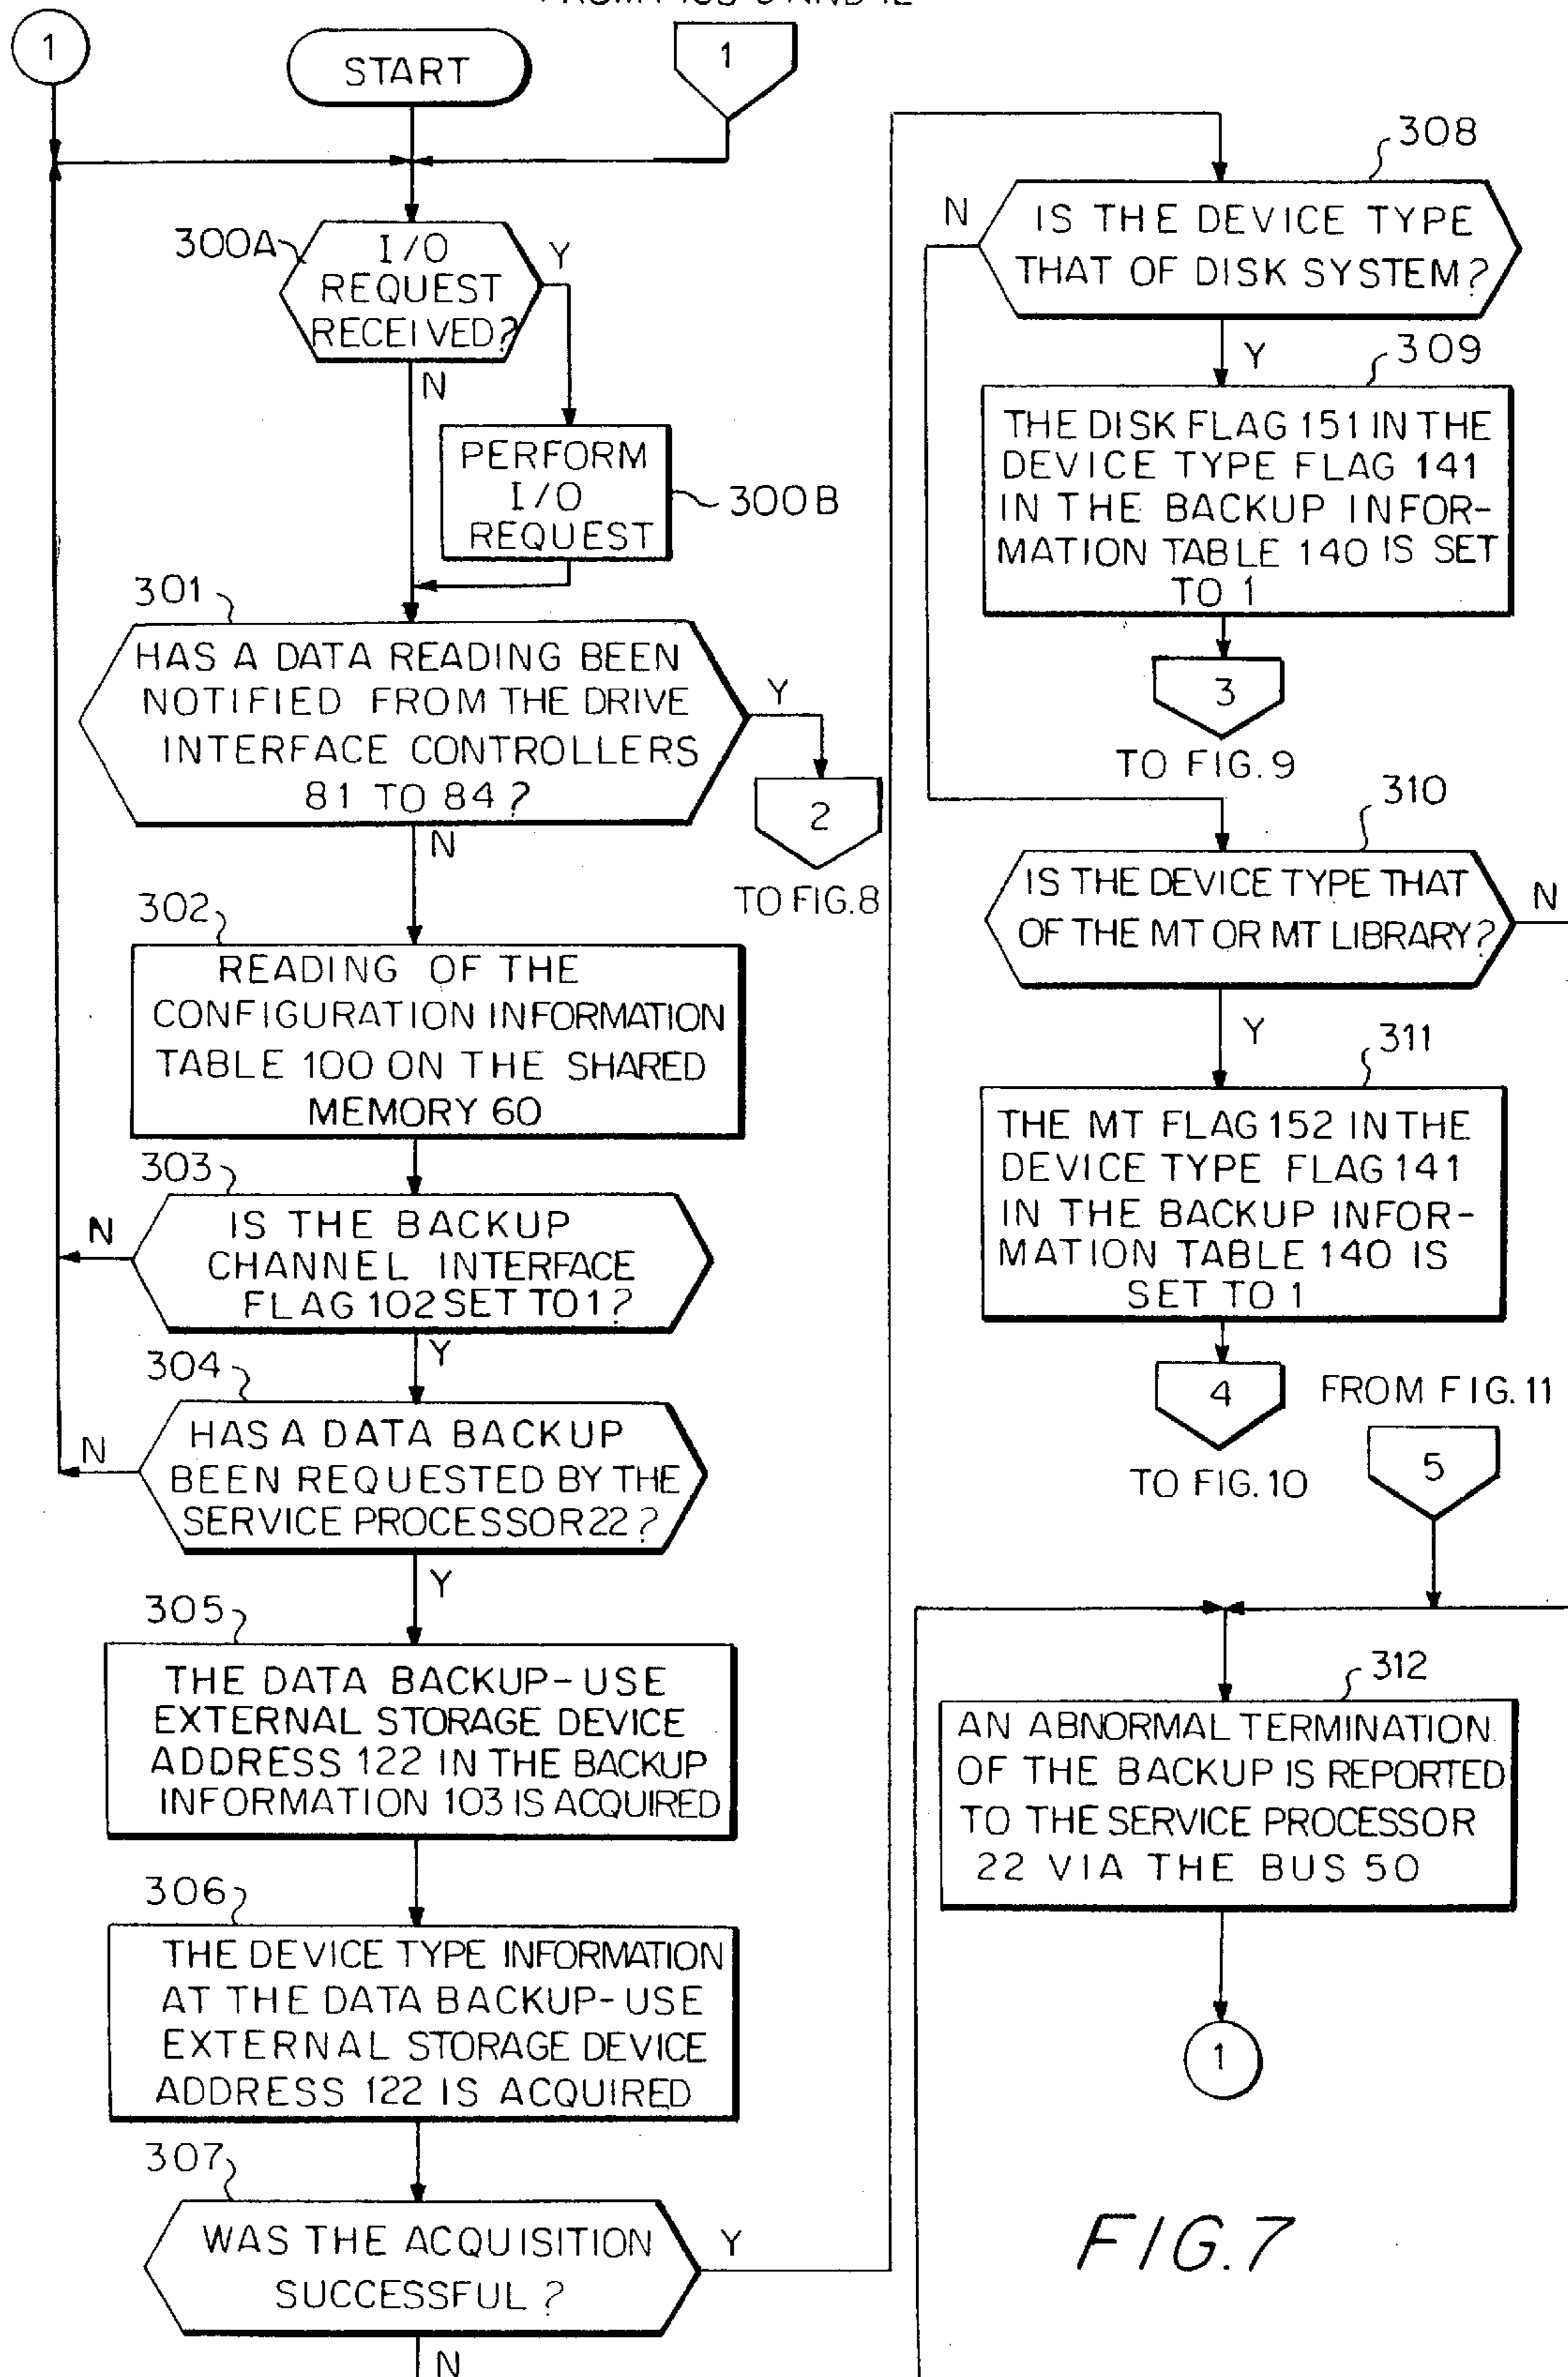 1
START
1
300A
I/O
REQUEST
RECEIVED?
Y
N
PERFORM
I/O
REQUEST
300B
301
HAS A DATA READING BEEN
NOTIFIED FROM THE DRIVE
INTERFACE CONTROLLERS
81 TO 84?
Y
N
2
TO FIG.8
302
READING OF THE
CONFIGURATION INFORMATION
TABLE 100 ON THE SHARED
MEMORY 60
303
IS THE BACKUP
CHANNEL INTERFACE
FLAG 102 SET TO 1?
N
Y
304
HAS A DATA BACKUP
BEEN REQUESTED BY THE
SERVICE PROCESSOR 22?
N
Y
305
THE DATA BACKUP-USE
EXTERNAL STORAGE DEVICE
ADDRESS 122 IN THE BACKUP
INFORMATION 103 IS ACQUIRED
306
THE DEVICE TYPE INFORMATION
AT THE DATA BACKUP-USE
EXTERNAL STORAGE DEVICE
ADDRESS 122 IS ACQUIRED
307
WAS THE ACQUISITION
SUCCESSFUL?
Y
N
308
IS THE DEVICE TYPE
THAT OF DISK SYSTEM?
N
Y
309
THE DISK FLAG 151 IN THE
DEVICE TYPE FLAG 141
IN THE BACKUP INFOR-
MATION TABLE 140 IS SET
TO 1
3
TO FIG.9
310
IS THE DEVICE TYPE THAT
OF THE MT OR MT LIBRARY?
N
Y
311
THE MT FLAG 152 IN THE
DEVICE TYPE FLAG 141
IN THE BACKUP INFOR-
MATION TABLE 140 IS
SET TO 1
4
TO FIG.10
FROM FIG.11
5
312
AN ABNORMAL TERMINATION
OF THE BACKUP IS REPORTED
TO THE SERVICE PROCESSOR
22 VIA THE BUS 50
1
FIG.7